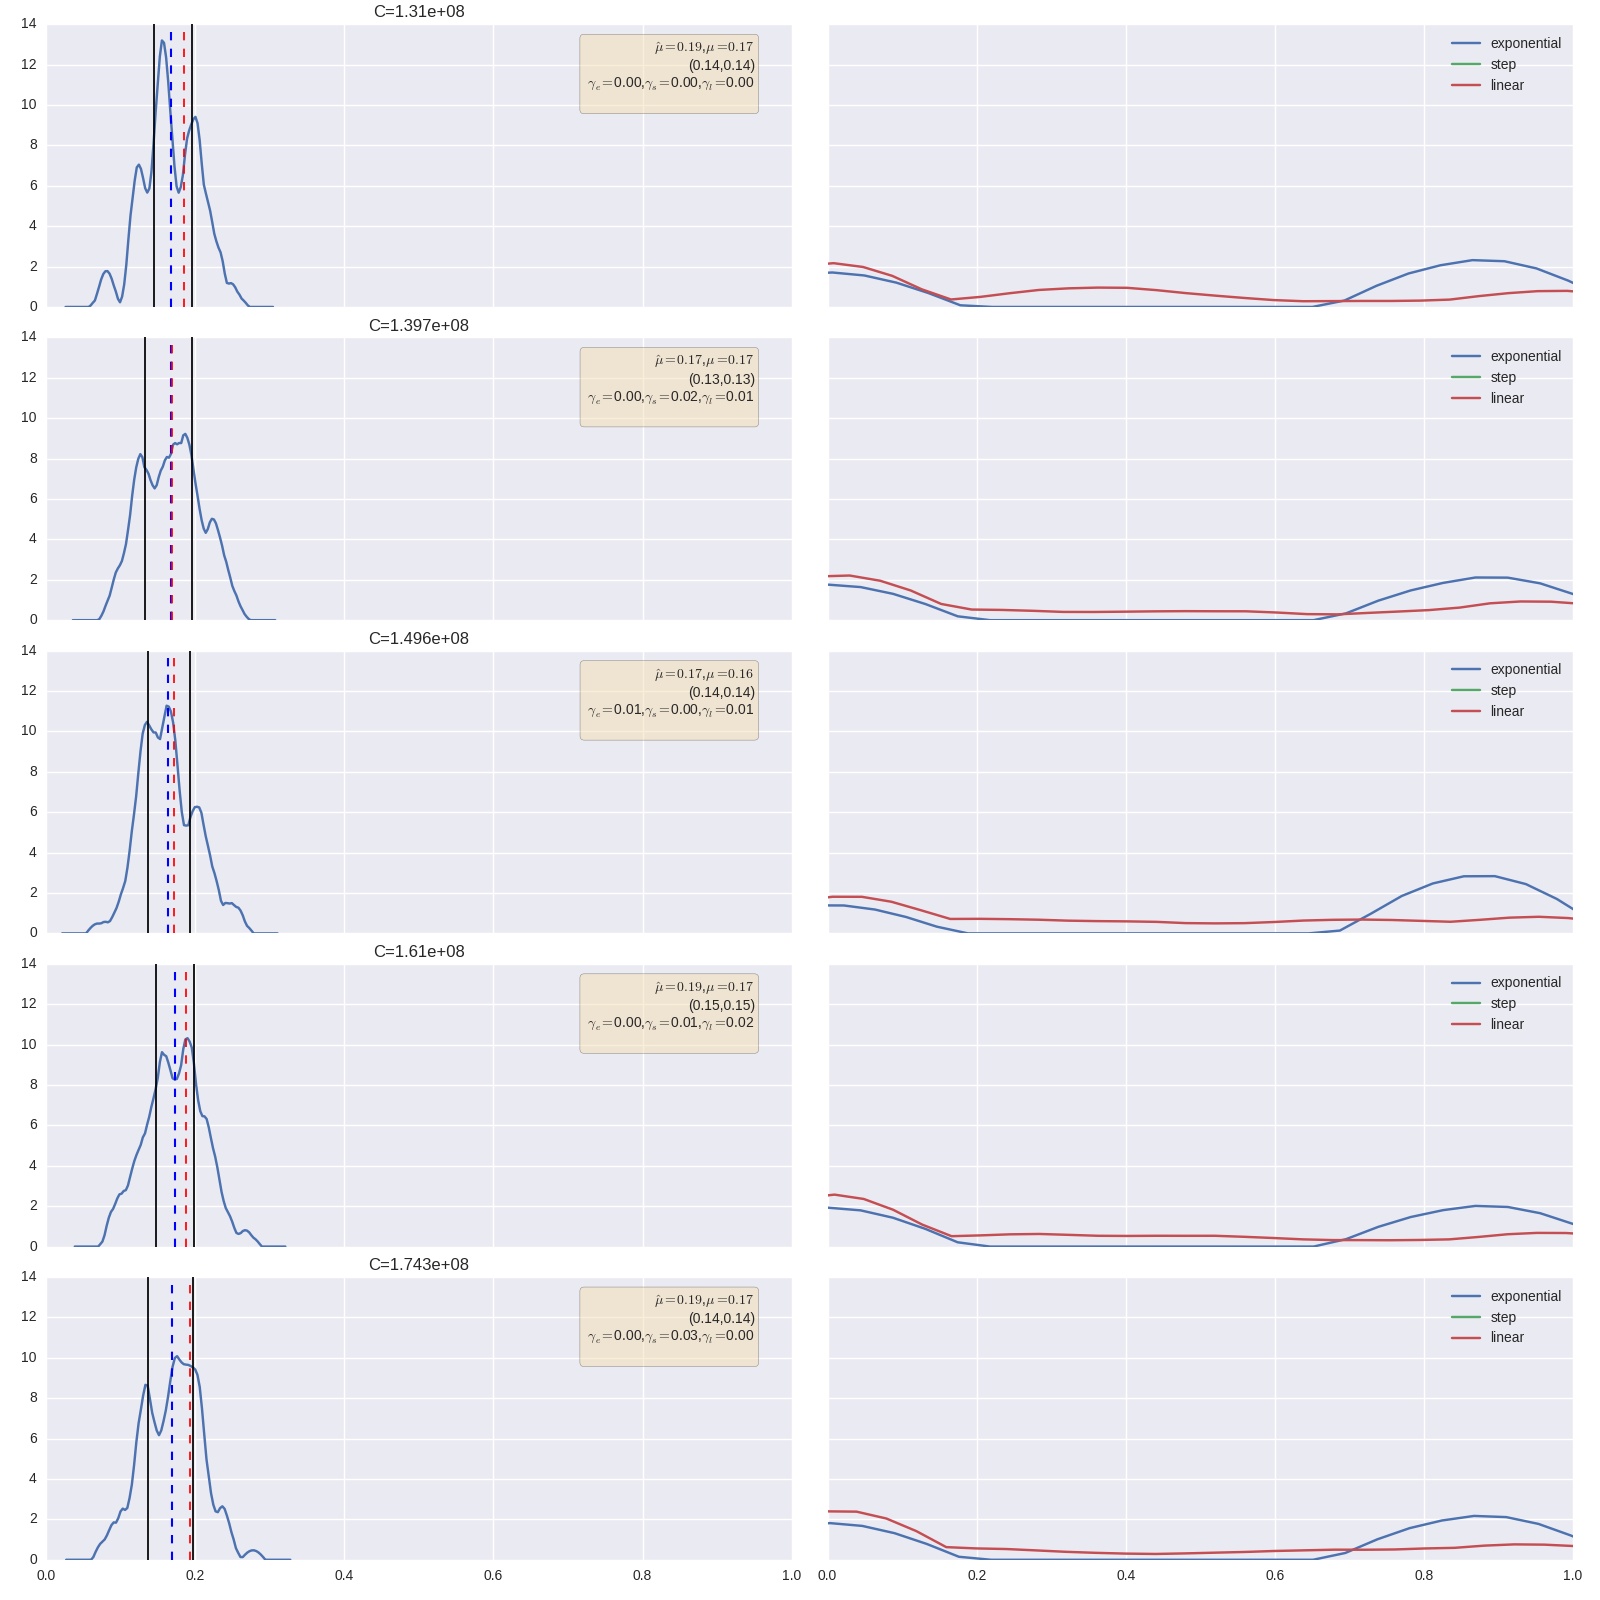 C=1.31e+08
14
12
10
8
6
4
2
0
μ̂=0.19,μ=0.17
(0.14,0.14)
γₑ=0.00,γₛ=0.00,γₗ=0.00
exponential
step
linear
C=1.397e+08
14
12
10
8
6
4
2
0
μ̂=0.17,μ=0.17
(0.13,0.13)
γₑ=0.00,γₛ=0.02,γₗ=0.01
exponential
step
linear
C=1.496e+08
14
12
10
8
6
4
2
0
μ̂=0.17,μ=0.16
(0.14,0.14)
γₑ=0.01,γₛ=0.00,γₗ=0.01
exponential
step
linear
C=1.61e+08
14
12
10
8
6
4
2
0
μ̂=0.19,μ=0.17
(0.15,0.15)
γₑ=0.00,γₛ=0.01,γₗ=0.02
exponential
step
linear
C=1.743e+08
14
12
10
8
6
4
2
0
μ̂=0.19,μ=0.17
(0.14,0.14)
γₑ=0.00,γₛ=0.03,γₗ=0.00
exponential
step
linear
0.0 0.2 0.4 0.6 0.8 1.0
0.0 0.2 0.4 0.6 0.8 1.0